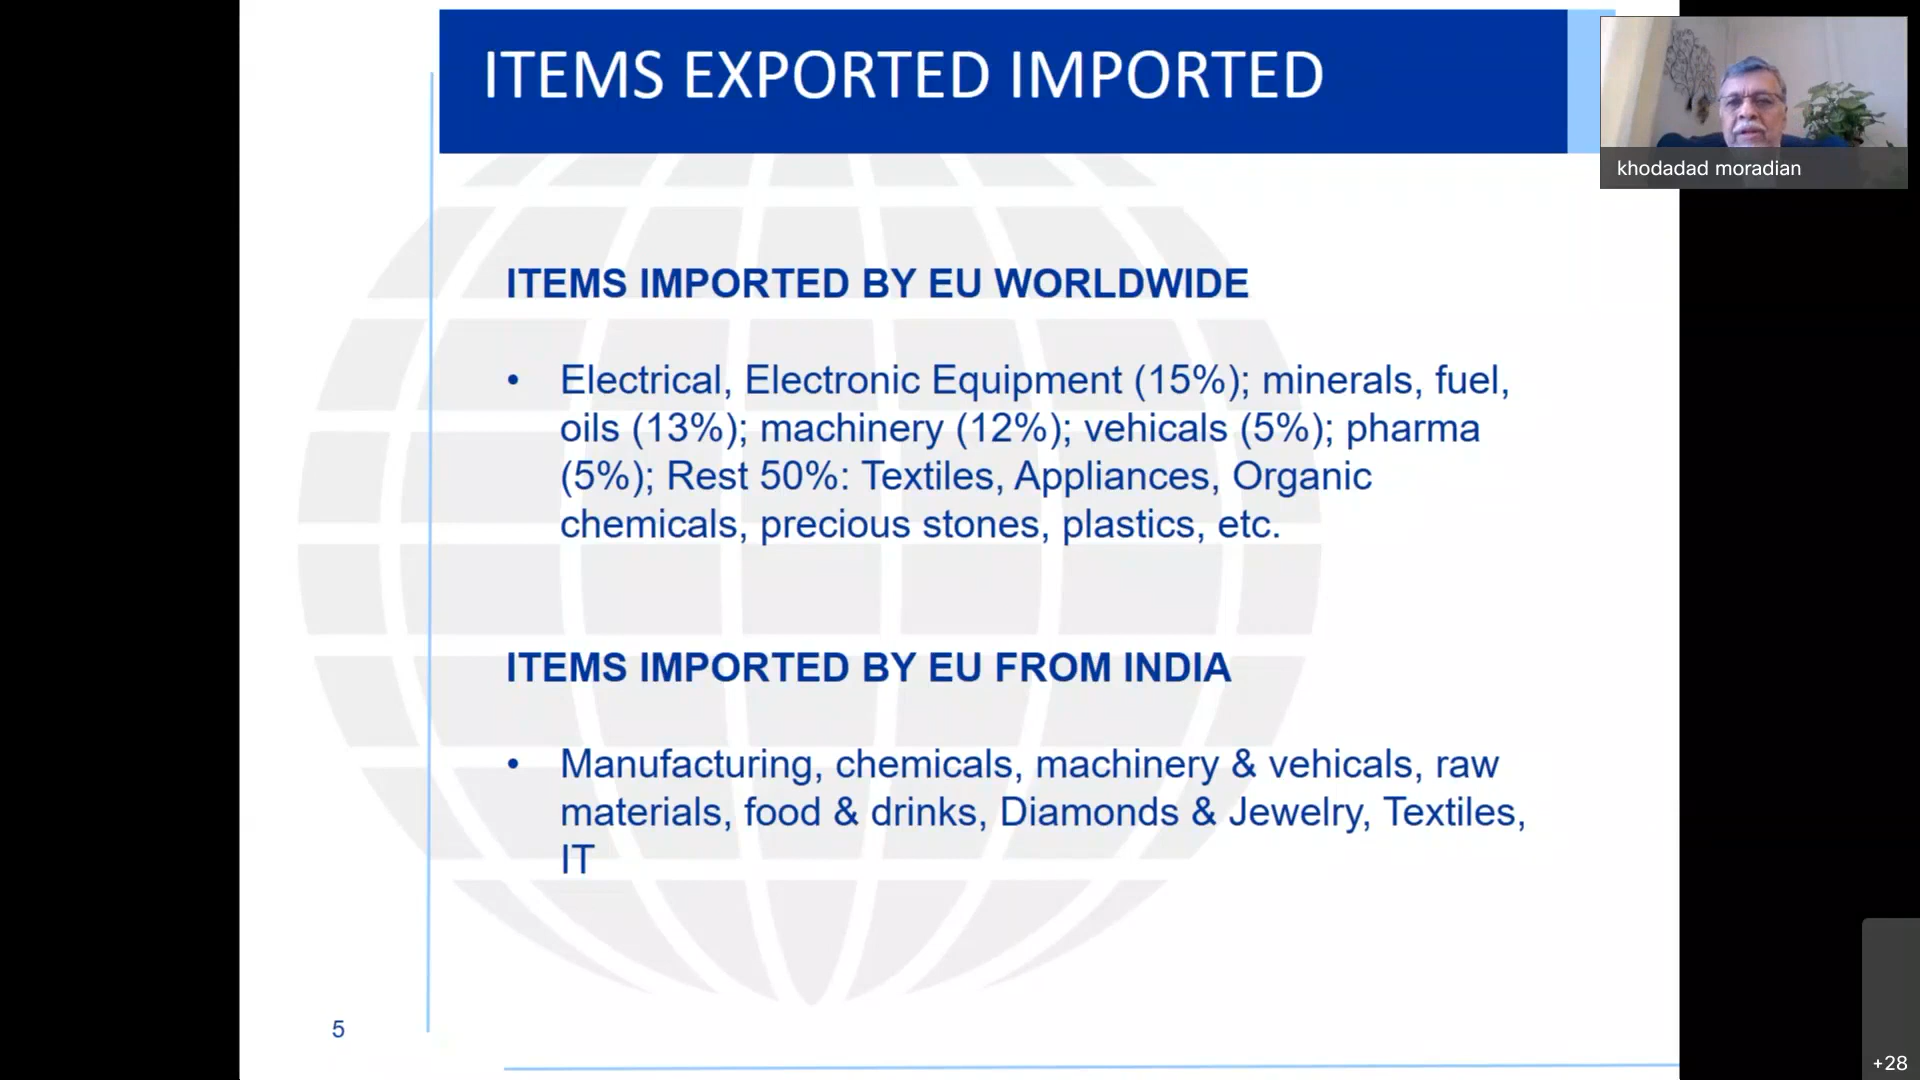 ITEMS EXPORTED IMPORTED
khodadad moradian
ITEMS IMPORTED BY EU WORLDWIDE
• Electrical, Electronic Equipment (15%); minerals, fuel,
oils (13%); machinery (12%); vehicals (5%); pharma
(5%); Rest 50%: Textiles, Appliances, Organic
chemicals, precious stones, plastics, etc.
ITEMS IMPORTED BY EU FROM INDIA
• Manufacturing, chemicals, machinery & vehicals, raw
materials, food & drinks, Diamonds & Jewelry, Textiles,
IT
5
+28